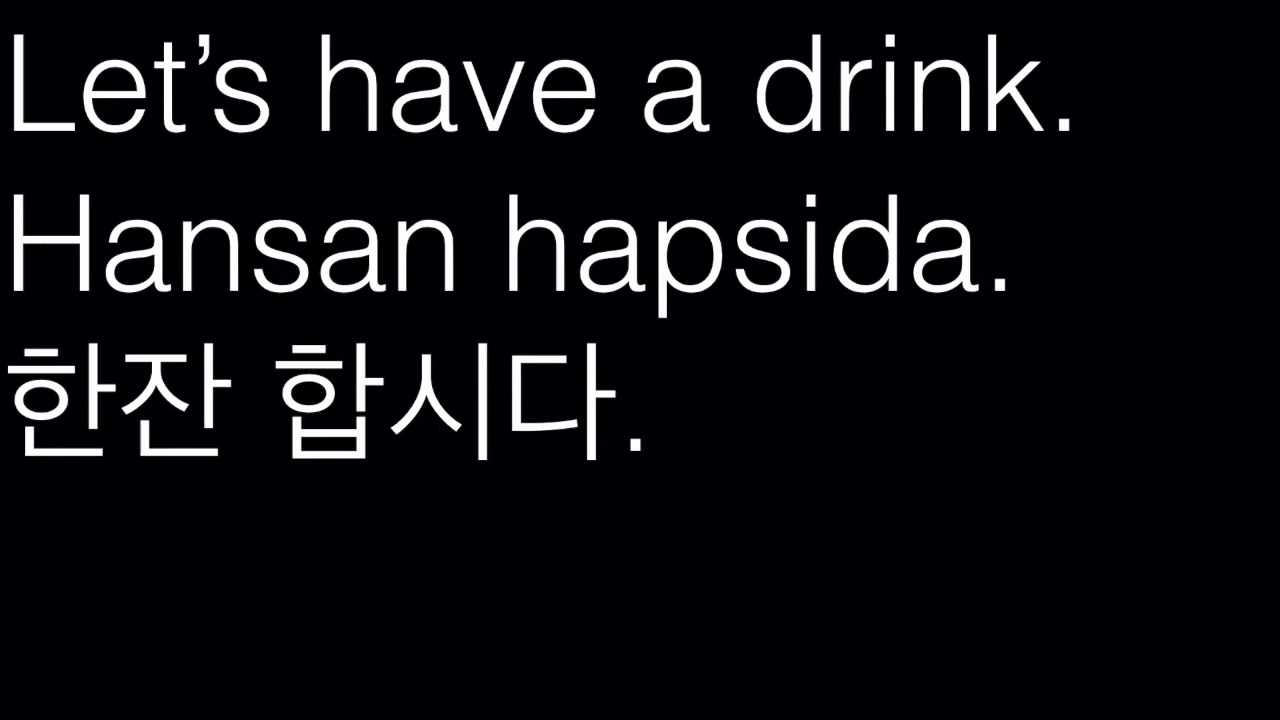 Let’s have a drink.
Hansan hapsida.
한잔 합시다.